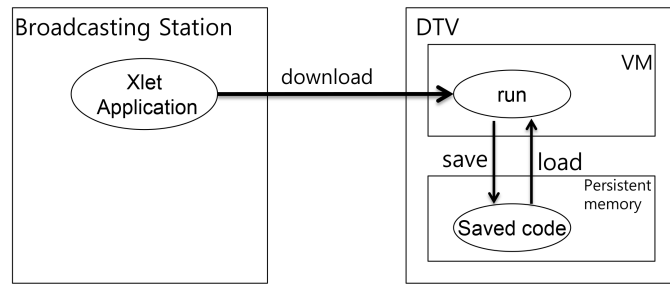 Broadcasting Station
Xlet
Application
download
DTV
VM
run
save
load
Persistent
memory
Saved code